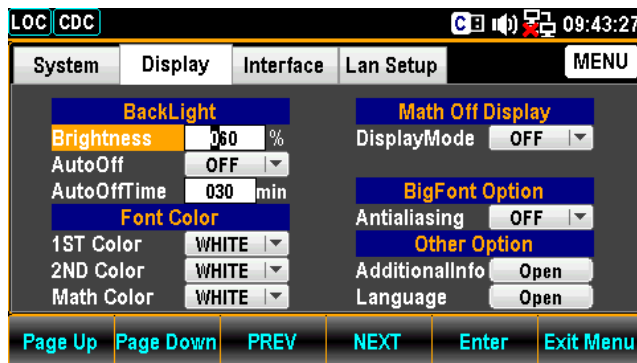 LOC CDC C 09:43:27
System Display Interface Lan Setup MENU
BackLight
Brightness 060 %
AutoOff OFF
AutoOffTime 030 min
Font Color
1ST Color WHITE
2ND Color WHITE
Math Color WHITE
Math Off Display
DisplayMode OFF
BigFont Option
Antialiasing OFF
Other Option
AdditionalInfo Open
Language Open
Page Up Page Down PREV NEXT Enter Exit Menu